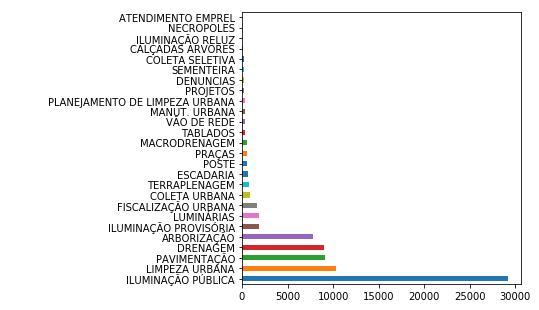 ATENDIMENTO EMPREL
NECROPOLES
ILUMINAÇÃO RELUZ
CALÇADAS ARVORES
COLETA SELETIVA
SEMENTEIRA
DENUNCIAS
PROJETOS
PLANEJAMENTO DE LIMPEZA URBANA
MANUT. URBANA
VÃO DE REDE
TABLADOS
MACRODRENAGEM
PRAÇAS
POSTE
ESCADARIA
TERRAPLENAGEM
COLETA URBANA
FISCALIZAÇÃO URBANA
LUMINÁRIAS
ILUMINAÇÃO PROVISÓRIA
ARBORIZAÇÃO
DRENAGEM
PAVIMENTAÇÃO
LIMPEZA URBANA
ILUMINAÇÃO PÚBLICA
0 5000 10000 15000 20000 25000 30000